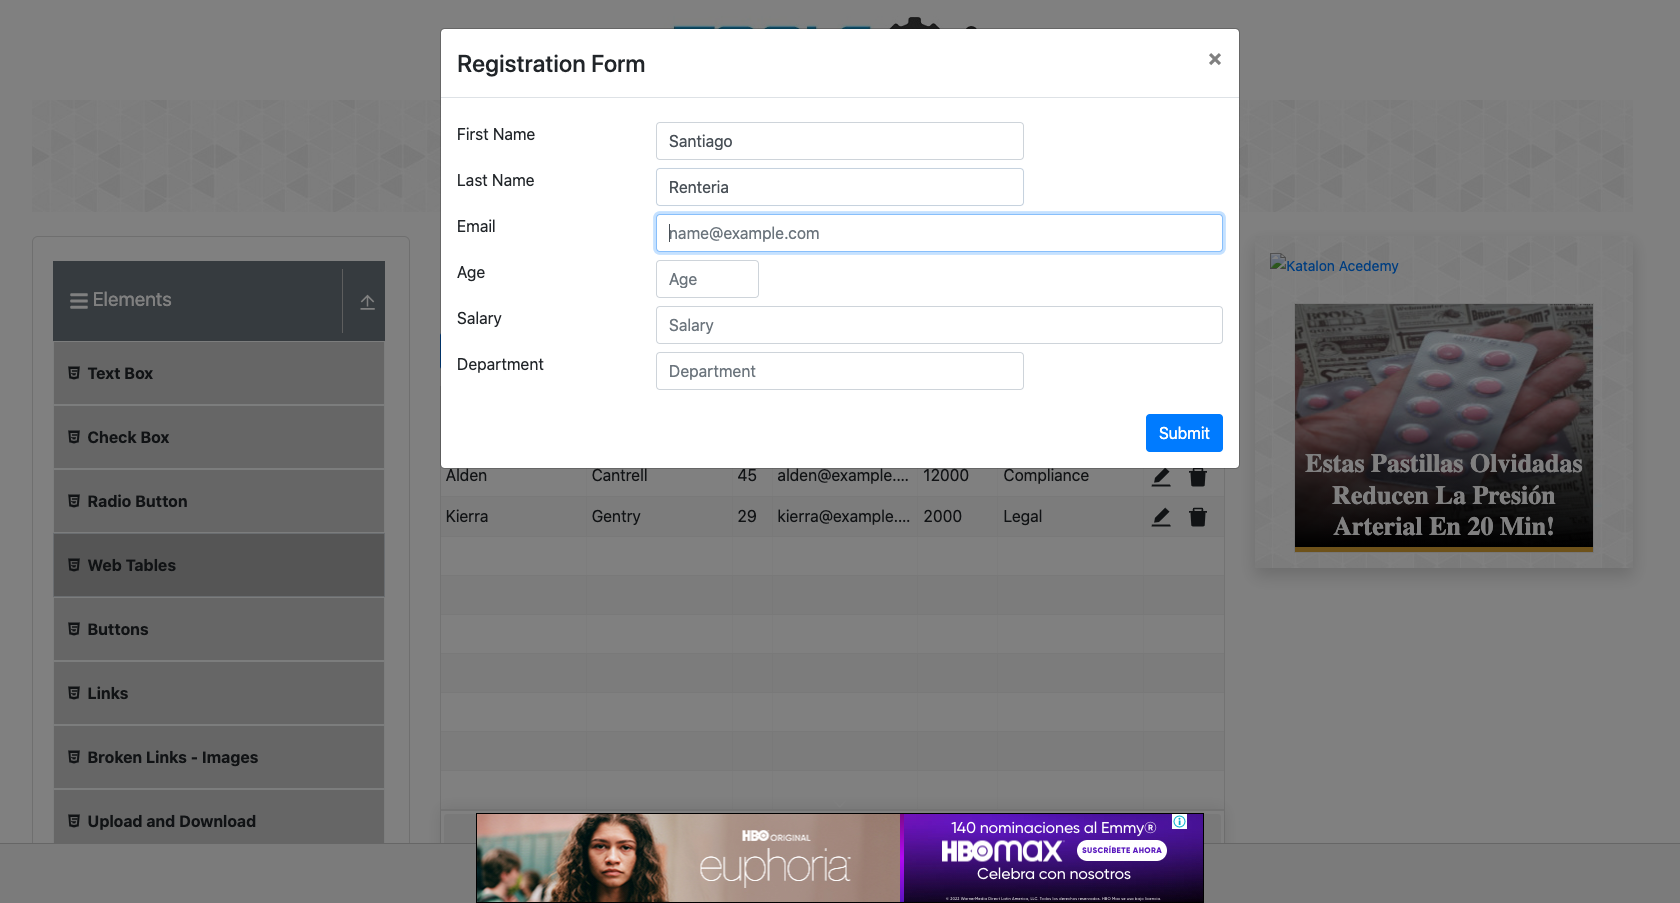 Registration Form
×
First Name
Santiago
Last Name
Renteria
Email
name@example.com
Age
Age
Salary
Salary
Department
Department
Submit
Elements
Text Box
Check Box
Radio Button
Web Tables
Buttons
Links
Broken Links - Images
Upload and Download
Alden Cantrell 45 alden@example.... 12000 Compliance
Kierra Gentry 29 kierra@example.... 2000 Legal
Katalon Acedemy
Estas Pastillas Olvidadas
Reducen La Presión
Arterial En 20 Min!
HBO ORIGINAL
euphoria
140 nominaciones al Emmy®
HBOMAX
SUSCRÍBETE AHORA
Celebra con nosotros